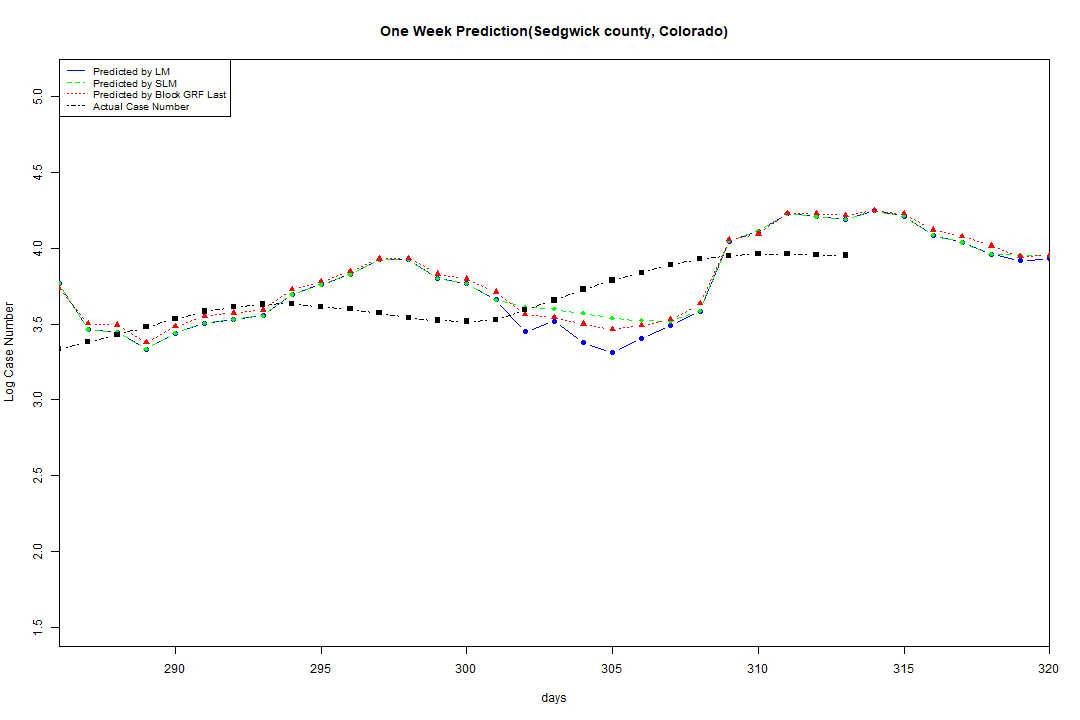 One Week Prediction(Sedgwick county, Colorado)
Predicted by LM
Predicted by SLM
Predicted by Block GRF Last
Actual Case Number
5.0
4.5
4.0
3.5
3.0
2.5
2.0
1.5
Log Case Number
290 295 300 305 310 315 320
days